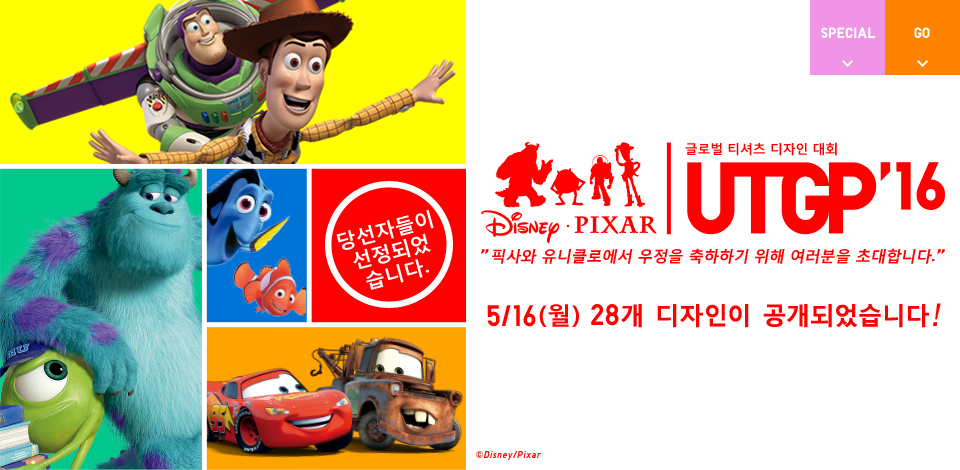 SPECIAL
GO
당선자들이
선정되었
습니다.
Disney · PIXAR
글로벌 티셔츠 디자인 대회
UTGP'16
"픽사와 유니클로에서 우정을 축하하기 위해 여러분을 초대합니다."
5/16(월) 28개 디자인이 공개되었습니다!
©Disney/Pixar